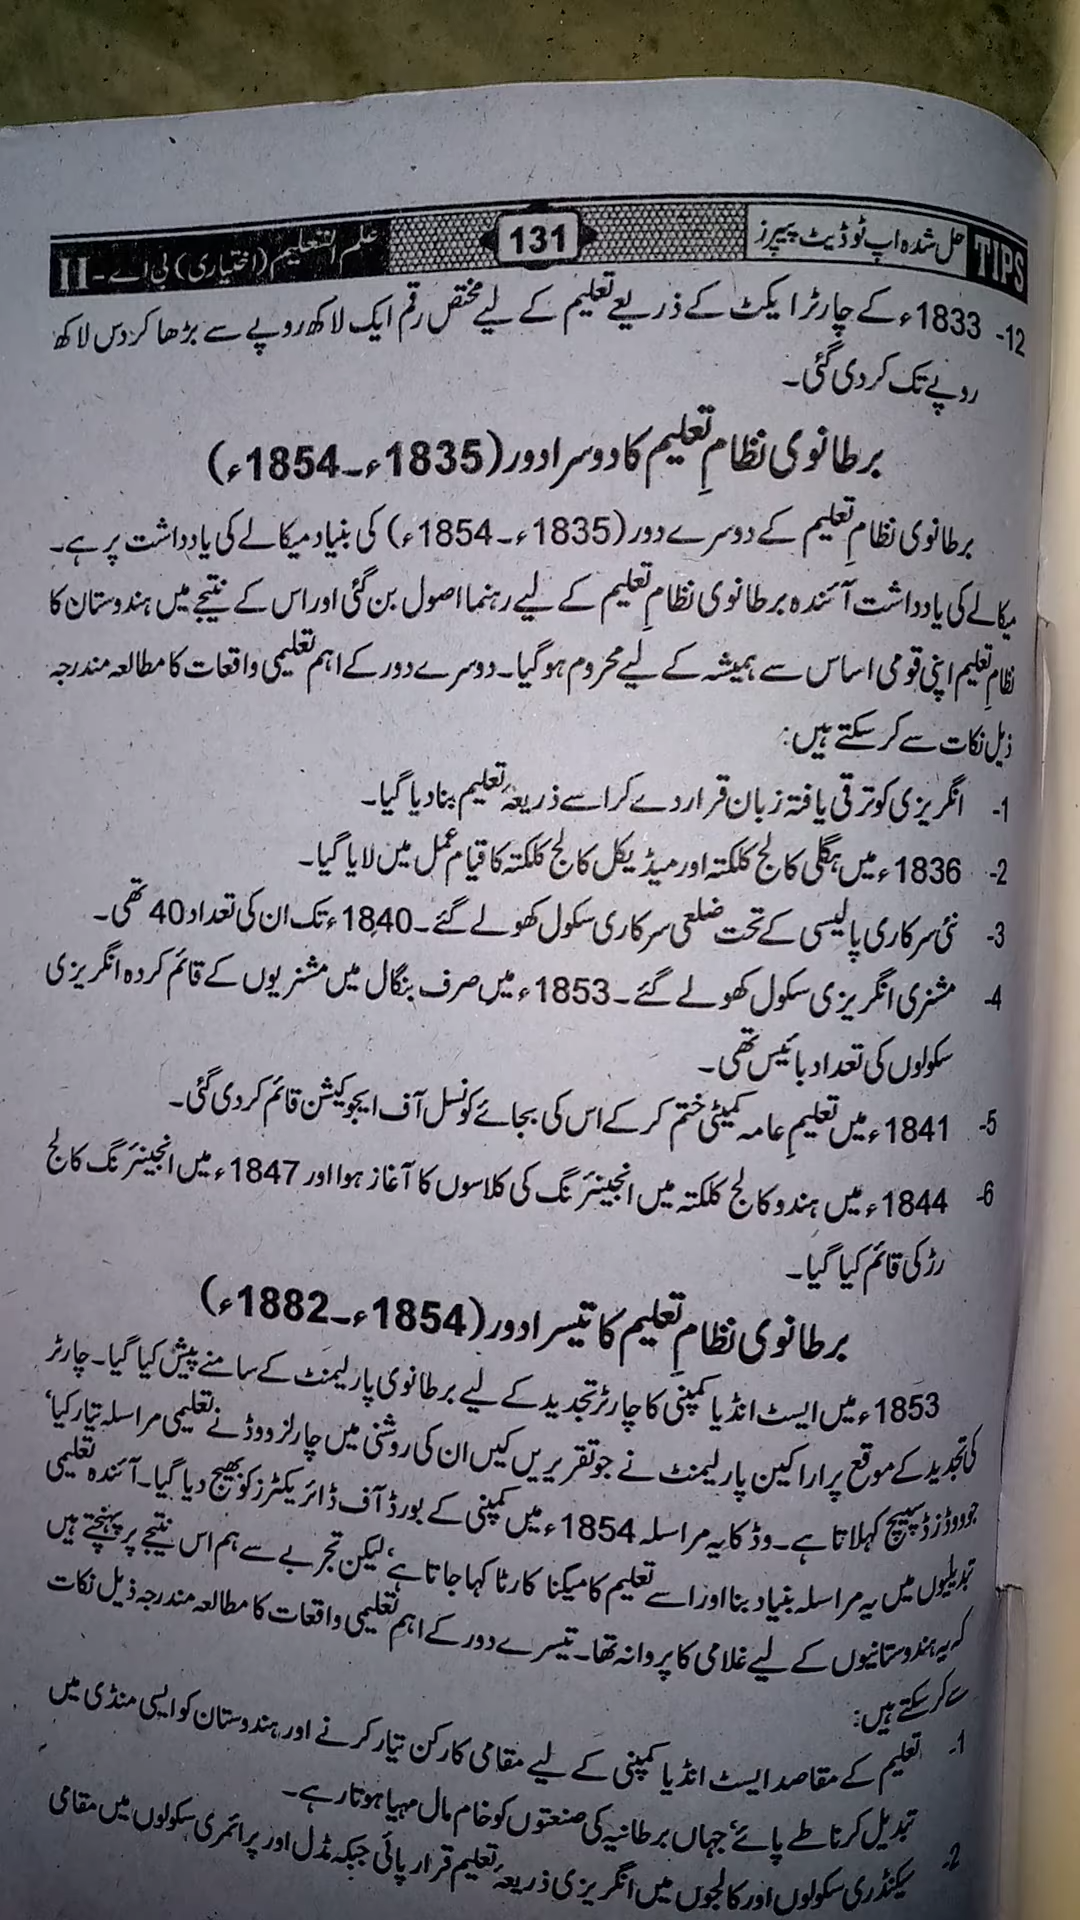 TIPS حل شدہ اپ ٹو ڈیٹ پیپرز 131 علم التعلیم (اختیاری) بی اے ۔ II
12- 1833ء کے چارٹر ایکٹ کے ذریعے تعلیم کے لیے مختص رقم ایک لاکھ روپے سے بڑھا کر دس لاکھ
روپے تک کر دی گئی۔
برطانوی نظامِ تعلیم کا دوسرا دور (1835ء۔1854ء)
برطانوی نظامِ تعلیم کے دوسرے دور (1835ء۔1854ء) کی بنیاد میکالے کی یادداشت پر ہے۔
میکالے کی یادداشت آئندہ برطانوی نظامِ تعلیم کے لیے رہنما اصول بن گئی اور اس کے نتیجے میں ہندوستان کا
نظامِ تعلیم اپنی قومی اساس سے ہمیشہ کے لیے محروم ہو گیا۔ دوسرے دور کے اہم تعلیمی واقعات کا مطالعہ مندرجہ
ذیل نکات سے کر سکتے ہیں:
1- انگریزی کو ترقی یافتہ زبان قرار دے کر اسے ذریعۂ تعلیم بنا دیا گیا۔
2- 1836ء میں ہگلی کالج کلکتہ اور میڈیکل کالج کلکتہ کا قیام عمل میں لایا گیا۔
3- نئی سرکاری پالیسی کے تحت ضلعی سرکاری سکول کھولے گئے۔ 1840ء تک ان کی تعداد 40 تھی۔
4- مشنری انگریزی سکول کھولے گئے۔ 1853ء میں صرف بنگال میں مشنریوں کے قائم کردہ انگریزی
سکولوں کی تعداد بائیس تھی۔
5- 1841ء میں تعلیمِ عامہ کمیٹی ختم کر کے اس کی بجائے کونسل آف ایجوکیشن قائم کر دی گئی۔
6- 1844ء میں ہندو کالج کلکتہ میں انجینئرنگ کی کلاسوں کا آغاز ہوا اور 1847ء میں انجینئرنگ کالج
رڑکی قائم کیا گیا۔
برطانوی نظامِ تعلیم کا تیسرا دور (1854ء۔1882ء)
1853ء میں ایسٹ انڈیا کمپنی کا چارٹر تجدید کے لیے برطانوی پارلیمنٹ کے سامنے پیش کیا گیا۔ چارٹر
کی تجدید کے موقع پر اراکین پارلیمنٹ نے جو تقریریں کیں ان کی روشنی میں چارلز ووڈ نے تعلیمی مراسلہ تیار کیا'
جو ووڈز ڈسپیچ کہلاتا ہے۔ وڈ کا یہ مراسلہ 1854ء میں کمپنی کے بورڈ آف ڈائریکٹرز کو بھیج دیا گیا۔ آئندہ تعلیمی
تبدیلیوں میں یہ مراسلہ بنیاد بنا اور اسے تعلیم کا میگنا کارٹا کہا جاتا ہے' لیکن تجربے سے ہم اس نتیجے پر پہنچتے ہیں
کہ یہ ہندوستانیوں کے لیے غلامی کا پروانہ تھا۔ تیسرے دور کے اہم تعلیمی واقعات کا مطالعہ مندرجہ ذیل نکات
سے کر سکتے ہیں:
1- تعلیم کے مقاصد ایسٹ انڈیا کمپنی کے لیے مقامی کارکن تیار کرنے اور ہندوستان کو ایسی منڈی میں
تبدیل کرنا طے پائے' جہاں برطانیہ کی صنعتوں کو خام مال مہیا ہوتا رہے۔
2- سیکنڈری سکولوں اور کالجوں میں انگریزی ذریعۂ تعلیم قرار پائی جبکہ مڈل اور پرائمری سکولوں میں مقامی